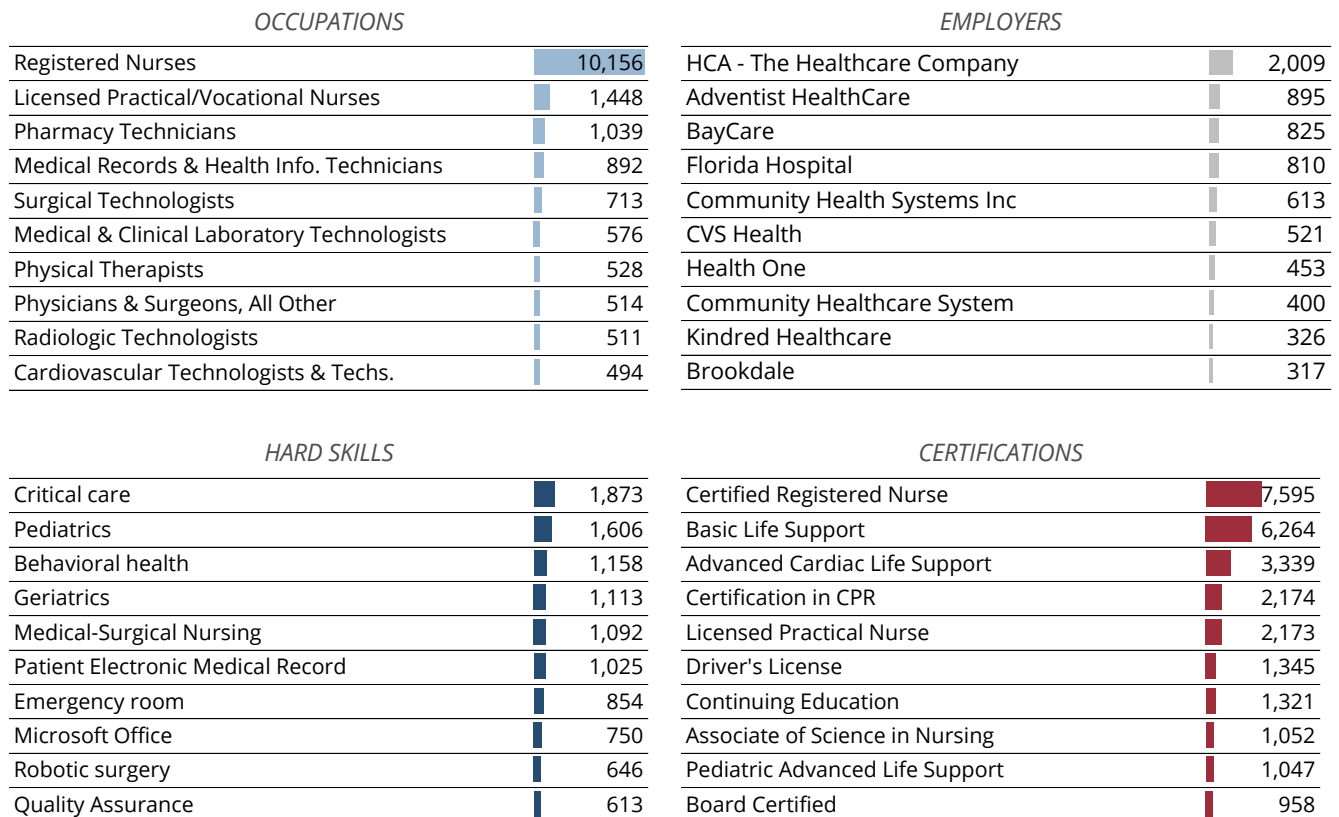 OCCUPATIONS
Registered Nurses 10,156
Licensed Practical/Vocational Nurses 1,448
Pharmacy Technicians 1,039
Medical Records & Health Info. Technicians 892
Surgical Technologists 713
Medical & Clinical Laboratory Technologists 576
Physical Therapists 528
Physicians & Surgeons, All Other 514
Radiologic Technologists 511
Cardiovascular Technologists & Techs. 494
EMPLOYERS
HCA - The Healthcare Company 2,009
Adventist HealthCare 895
BayCare 825
Florida Hospital 810
Community Health Systems Inc 613
CVS Health 521
Health One 453
Community Healthcare System 400
Kindred Healthcare 326
Brookdale 317
HARD SKILLS
Critical care 1,873
Pediatrics 1,606
Behavioral health 1,158
Geriatrics 1,113
Medical-Surgical Nursing 1,092
Patient Electronic Medical Record 1,025
Emergency room 854
Microsoft Office 750
Robotic surgery 646
Quality Assurance 613
CERTIFICATIONS
Certified Registered Nurse 7,595
Basic Life Support 6,264
Advanced Cardiac Life Support 3,339
Certification in CPR 2,174
Licensed Practical Nurse 2,173
Driver's License 1,345
Continuing Education 1,321
Associate of Science in Nursing 1,052
Pediatric Advanced Life Support 1,047
Board Certified 958